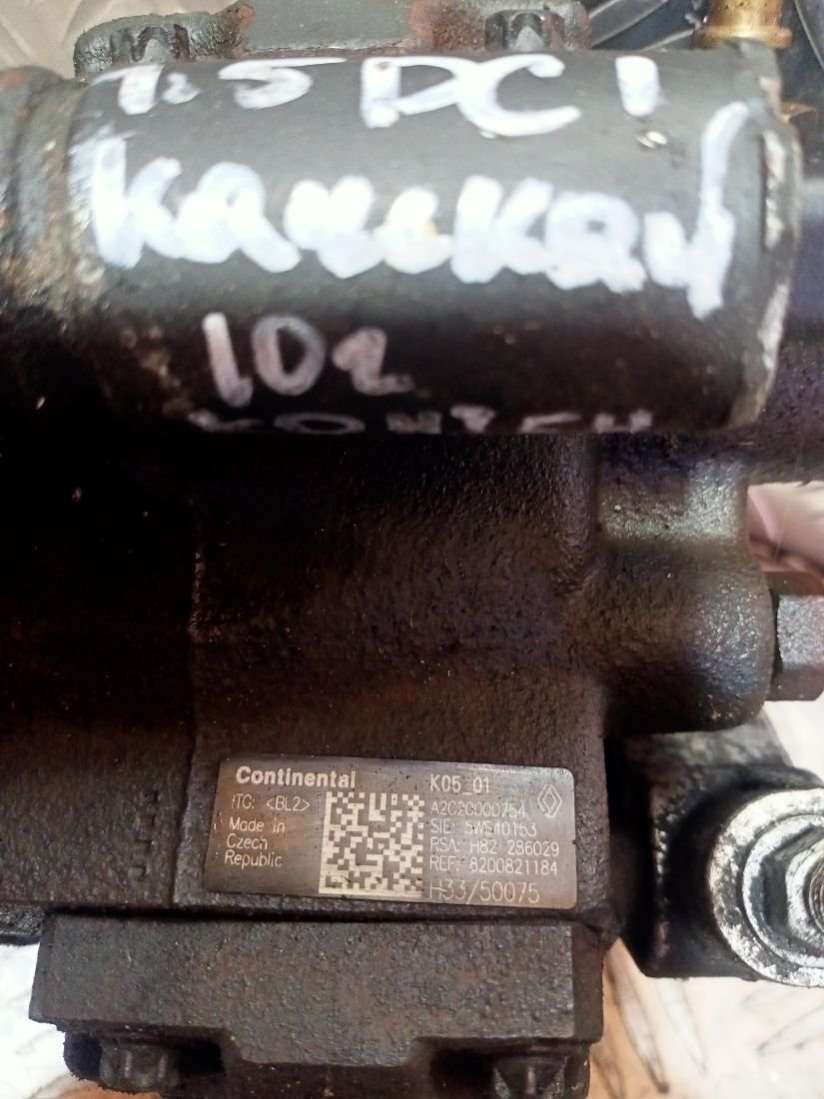 1.5 DCI
102
Continental
ITG: <BL2>
Made in
Czech
Republic
K05_01
A2C20000754
SIE: 5WS40153
RSA: H82 286029
REF: 8200821184
H33/50075